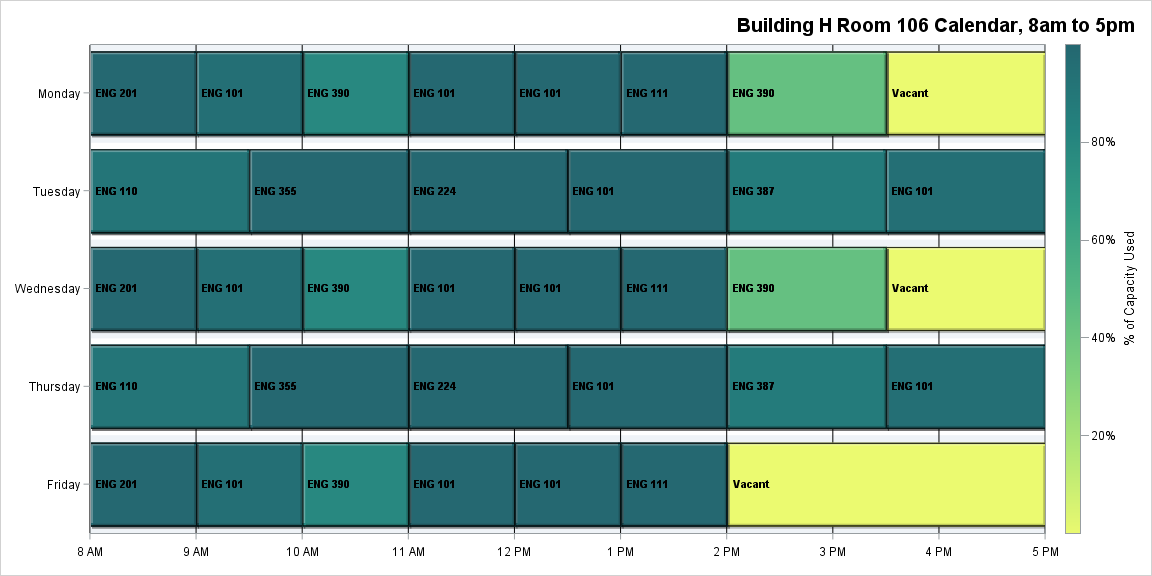 Building H Room 106 Calendar, 8am to 5pm
Monday
ENG 201
ENG 101
ENG 390
ENG 101
ENG 101
ENG 111
ENG 390
Vacant
Tuesday
ENG 110
ENG 355
ENG 224
ENG 101
ENG 387
ENG 101
Wednesday
ENG 201
ENG 101
ENG 390
ENG 101
ENG 101
ENG 111
ENG 390
Vacant
Thursday
ENG 110
ENG 355
ENG 224
ENG 101
ENG 387
ENG 101
Friday
ENG 201
ENG 101
ENG 390
ENG 101
ENG 101
ENG 111
Vacant
8 AM
9 AM
10 AM
11 AM
12 PM
1 PM
2 PM
3 PM
4 PM
5 PM
80%
60%
40%
20%
% of Capacity Used